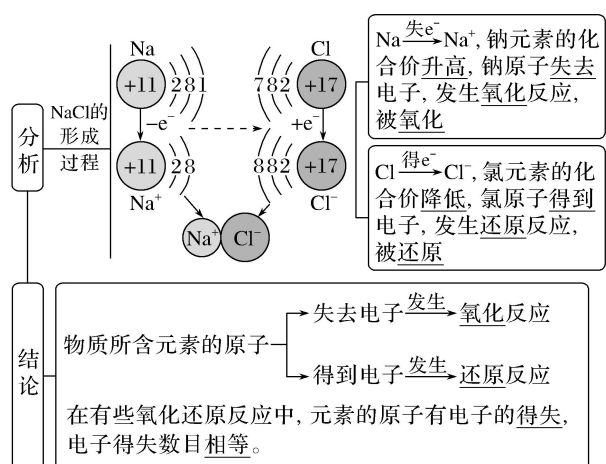 分析
NaCl的
形成
过程
Na
+11 2 8 1
−e⁻
+11 2 8
Na⁺
Cl
7 8 2 +17
+e⁻
8 8 2 +17
Cl⁻
Na⁺ Cl⁻
Na 失e⁻ Na⁺, 钠元素的化
合价升高, 钠原子失去
电子, 发生氧化反应,
被氧化
Cl 得e⁻ Cl⁻, 氯元素的化
合价降低, 氯原子得到
电子, 发生还原反应,
被还原
结论
物质所含元素的原子
失去电子 发生 氧化反应
得到电子 发生 还原反应
在有些氧化还原反应中, 元素的原子有电子的得失,
电子得失数目相等。